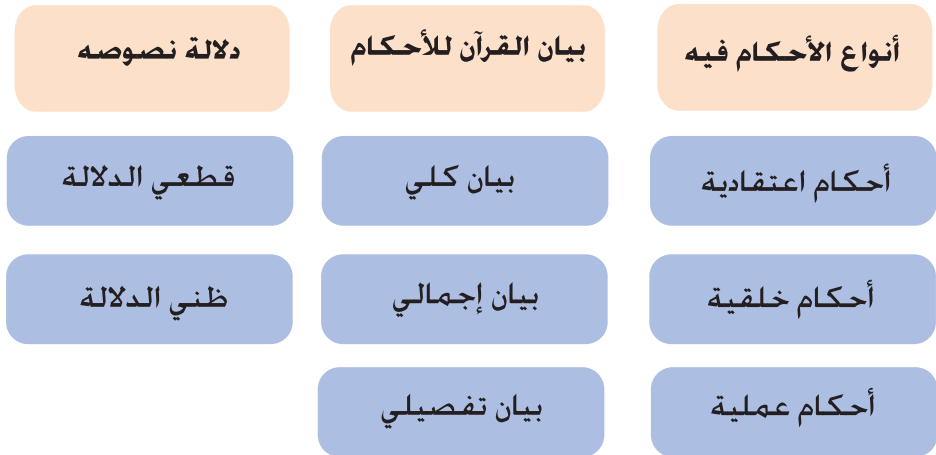 أنواع الأحكام فيه
بيان القرآن للأحكام
دلالة نصوصه
أحكام اعتقادية
بيان كلي
قطعي الدلالة
أحكام خلقية
بيان إجمالي
ظني الدلالة
أحكام عملية
بيان تفصيلي